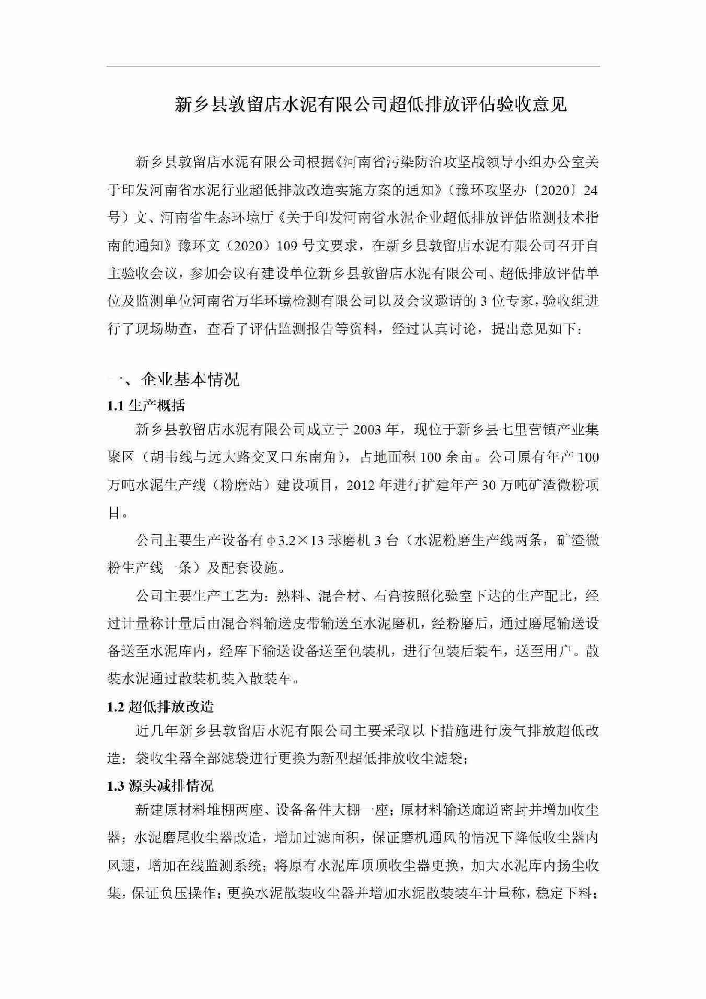 新乡县敦留店水泥有限公司超低排放评估验收意见
新乡县敦留店水泥有限公司根据《河南省污染防治攻坚战领导小组办公室关
于印发河南省水泥行业超低排放改造实施方案的通知》（豫环攻坚办〔2020〕24
号）文、河南省生态环境厅《关于印发河南省水泥企业超低排放评估监测技术指
南的通知》豫环文（2020）109 号文要求，在新乡县敦留店水泥有限公司召开自
主验收会议，参加会议有建设单位新乡县敦留店水泥有限公司、超低排放评估单
位及监测单位河南省万华环境检测有限公司以及会议邀请的 3 位专家，验收组进
行了现场勘查，查看了评估监测报告等资料，经过认真讨论，提出意见如下：
一、企业基本情况
1.1 生产概括
新乡县敦留店水泥有限公司成立于 2003 年，现位于新乡县七里营镇产业集
聚区（胡韦线与远大路交叉口东南角），占地面积 100 余亩。公司原有年产 100
万吨水泥生产线（粉磨站）建设项目，2012 年进行扩建年产 30 万吨矿渣微粉项
目。
公司主要生产设备有φ3.2×13 球磨机 3 台（水泥粉磨生产线两条，矿渣微
粉生产线一条）及配套设施。
公司主要生产工艺为：熟料、混合材、石膏按照化验室下达的生产配比，经
过计量称计量后由混合料输送皮带输送至水泥磨机，经粉磨后，通过磨尾输送设
备送至水泥库内，经库下输送设备送至包装机，进行包装后装车，送至用户。散
装水泥通过散装机装入散装车。
1.2 超低排放改造
近几年新乡县敦留店水泥有限公司主要采取以下措施进行废气排放超低改
造：袋收尘器全部滤袋进行更换为新型超低排放收尘滤袋；
1.3 源头减排情况
新建原材料堆棚两座、设备备件大棚一座；原材料输送廊道密封并增加收尘
器；水泥磨尾收尘器改造，增加过滤面积，保证磨机通风的情况下降低收尘器内
风速，增加在线监测系统；将原有水泥库顶顶收尘器更换，加大水泥库内扬尘收
集，保证负压操作；更换水泥散装收尘器并增加水泥散装装车计量称，稳定下料；